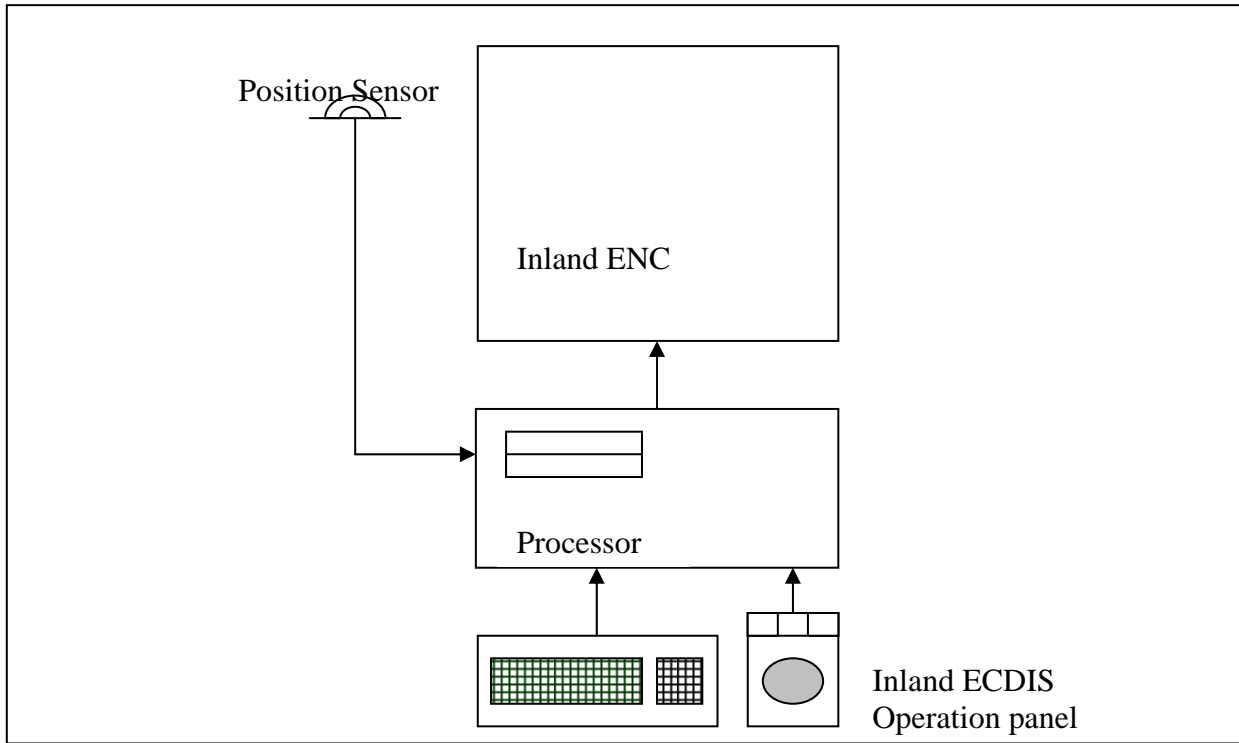 Position Sensor
Inland ENC
Processor
Inland ECDIS
Operation panel